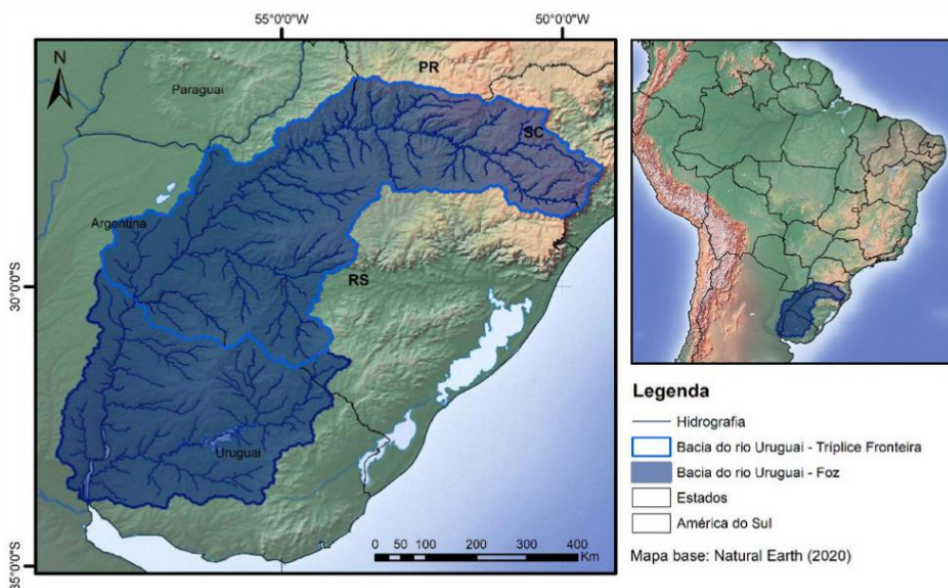 55°0'0"W
50°0'0"W
N
PR
Paraguai
SC
Argentina
RS
30°0'0"S
Uruguai
35°0'0"S
0 50 100 200 300 400
Km
Legenda
Hidrografia
Bacia do rio Uruguai - Tríplice Fronteira
Bacia do rio Uruguai - Foz
Estados
América do Sul
Mapa base: Natural Earth (2020)